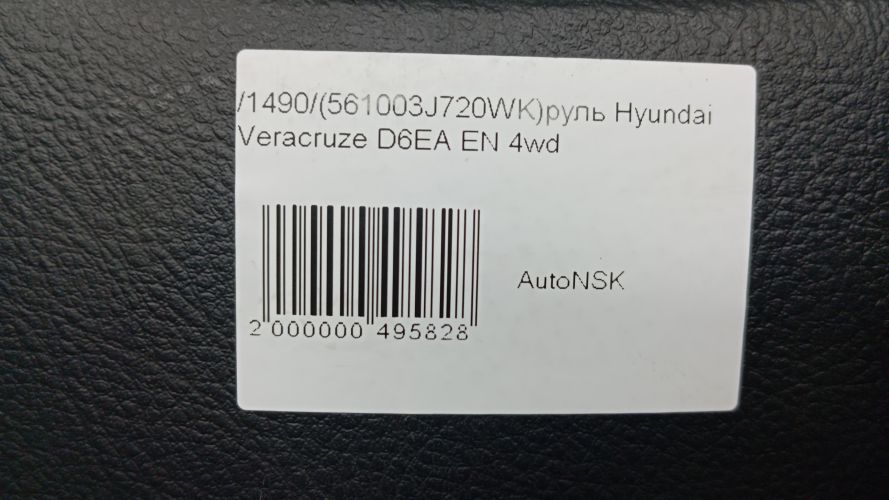 /1490/(561003J720WK)руль Hyundai
Veracruze D6EA EN 4wd
AutoNSK
2 000000 495828